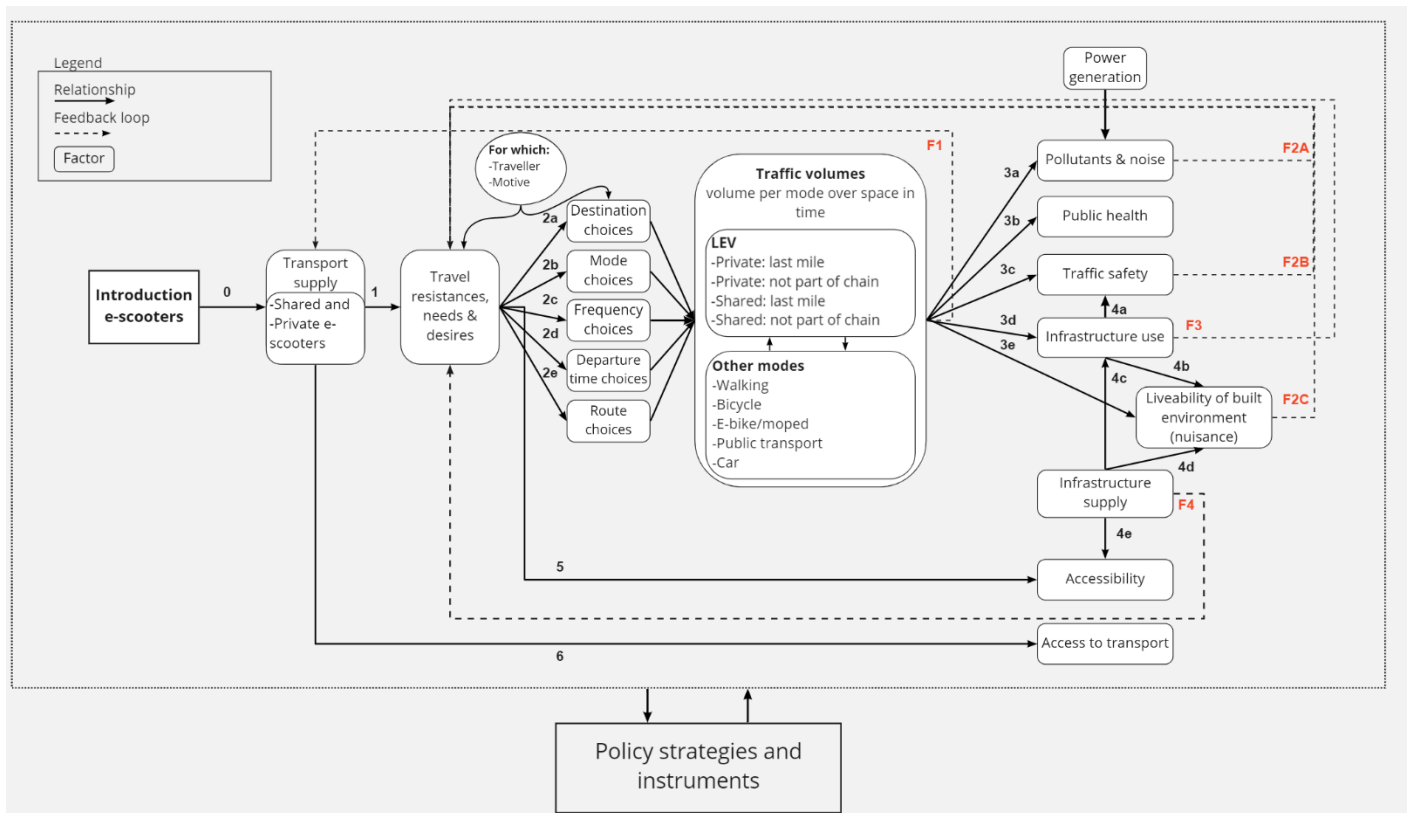 Legend
Relationship
Feedback loop
Factor
Introduction
e-scooters
0
Transport
supply
-Shared and
-Private e-
scooters
1
Travel
resistances,
needs &
desires
For which:
-Traveller
-Motive
2a
2b
2c
2d
2e
Destination
choices
Mode
choices
Frequency
choices
Departure
time choices
Route
choices
Traffic volumes
volume per mode over space in
time
LEV
-Private: last mile
-Private: not part of chain
-Shared: last mile
-Shared: not part of chain
Other modes
-Walking
-Bicycle
-E-bike/moped
-Public transport
-Car
F1
3a
3b
3c
3d
3e
Power
generation
Pollutants & noise
F2A
Public health
Traffic safety
F2B
4a
Infrastructure use
F3
4b
4c
Liveability of built
environment
(nuisance)
F2C
4d
Infrastructure
supply
F4
4e
5
Accessibility
6
Access to transport
Policy strategies and
instruments